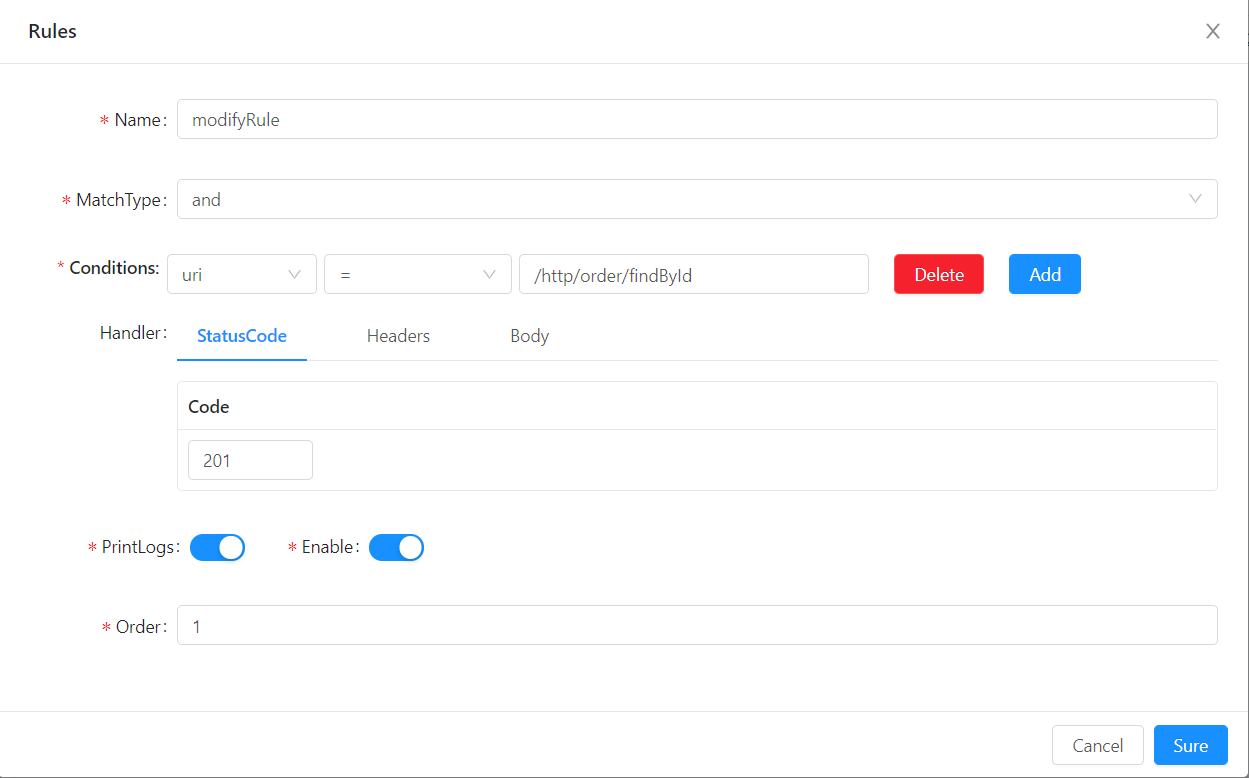 Rules
* Name: modifyRule
* MatchType: and
* Conditions: uri = /http/order/findById Delete Add
Handler: StatusCode Headers Body
Code
201
* PrintLogs: * Enable:
* Order: 1
Cancel Sure